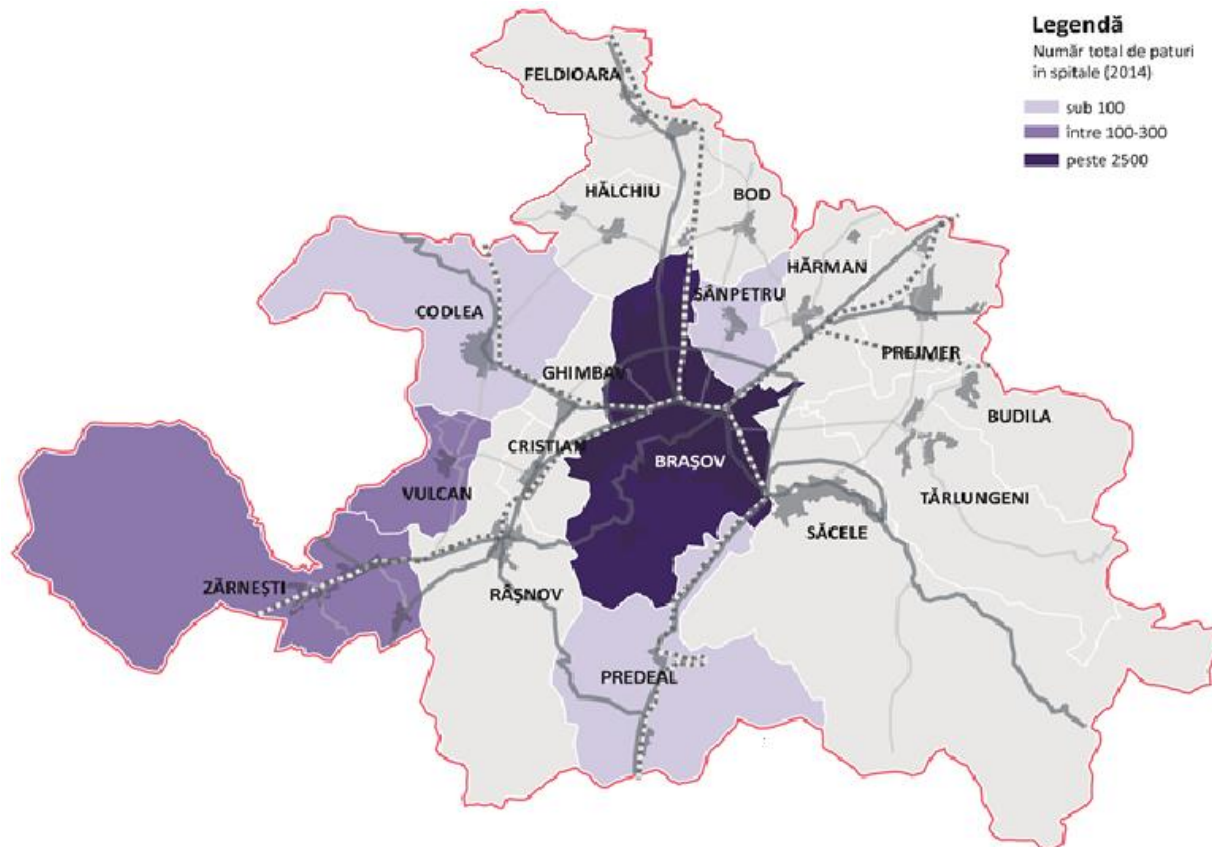 Legendă
Număr total de paturi
în spitale (2014)
sub 100
între 100-300
peste 2500
FELDIOARA
HĂLCHIU
BOD
HĂRMAN
SÂNPETRU
CODLEA
PREJMER
GHIMBAV
BUDILA
CRISTIAN
BRAȘOV
VULCAN
TĂRLUNGENI
SĂCELE
ZĂRNEȘTI
RÂȘNOV
PREDEAL